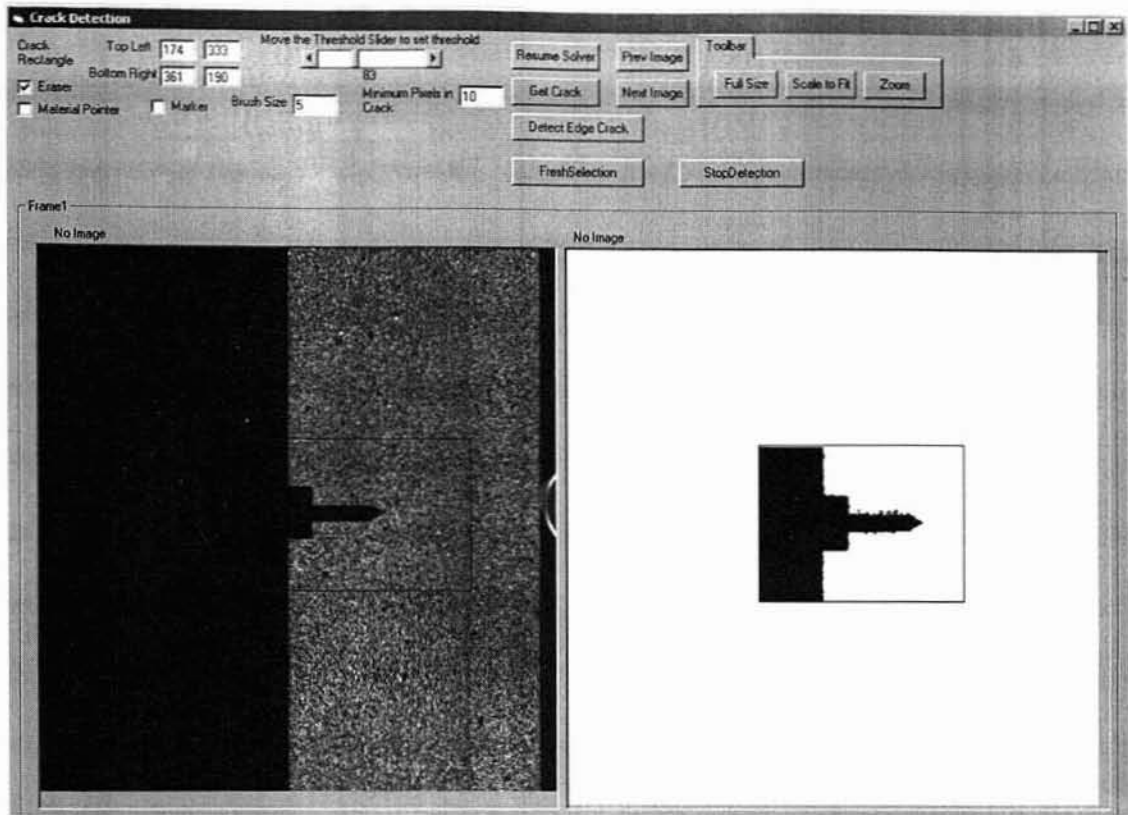 Crack Detection
Crack Rectangle
Top Left 174 333
Bottom Right 361 190
Eraser
Material Pointer
Marker
Brush Size 5
Move the Threshold Slider to set threshold
83
Minimum Pixels in Crack 10
Resume Solver
Prev Image
Get Crack
Next Image
Detect Edge Crack
FreshSelection
StopDetection
Toolbar
Full Size
Scale to Fit
Zoom
Frame1
No Image
No Image